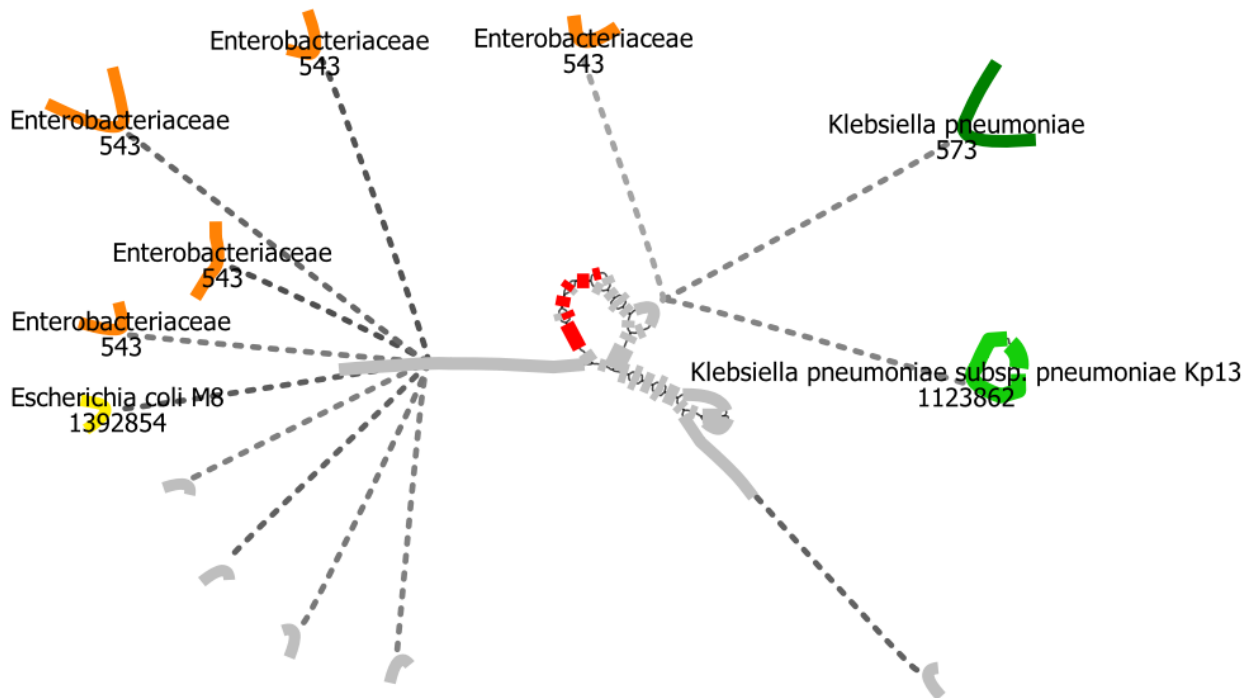 Enterobacteriaceae
543
Enterobacteriaceae
543
Enterobacteriaceae
543
Klebsiella pneumoniae
573
Enterobacteriaceae
543
Enterobacteriaceae
543
Klebsiella pneumoniae subsp. pneumoniae Kp13
1123862
Escherichia coli M8
1392854